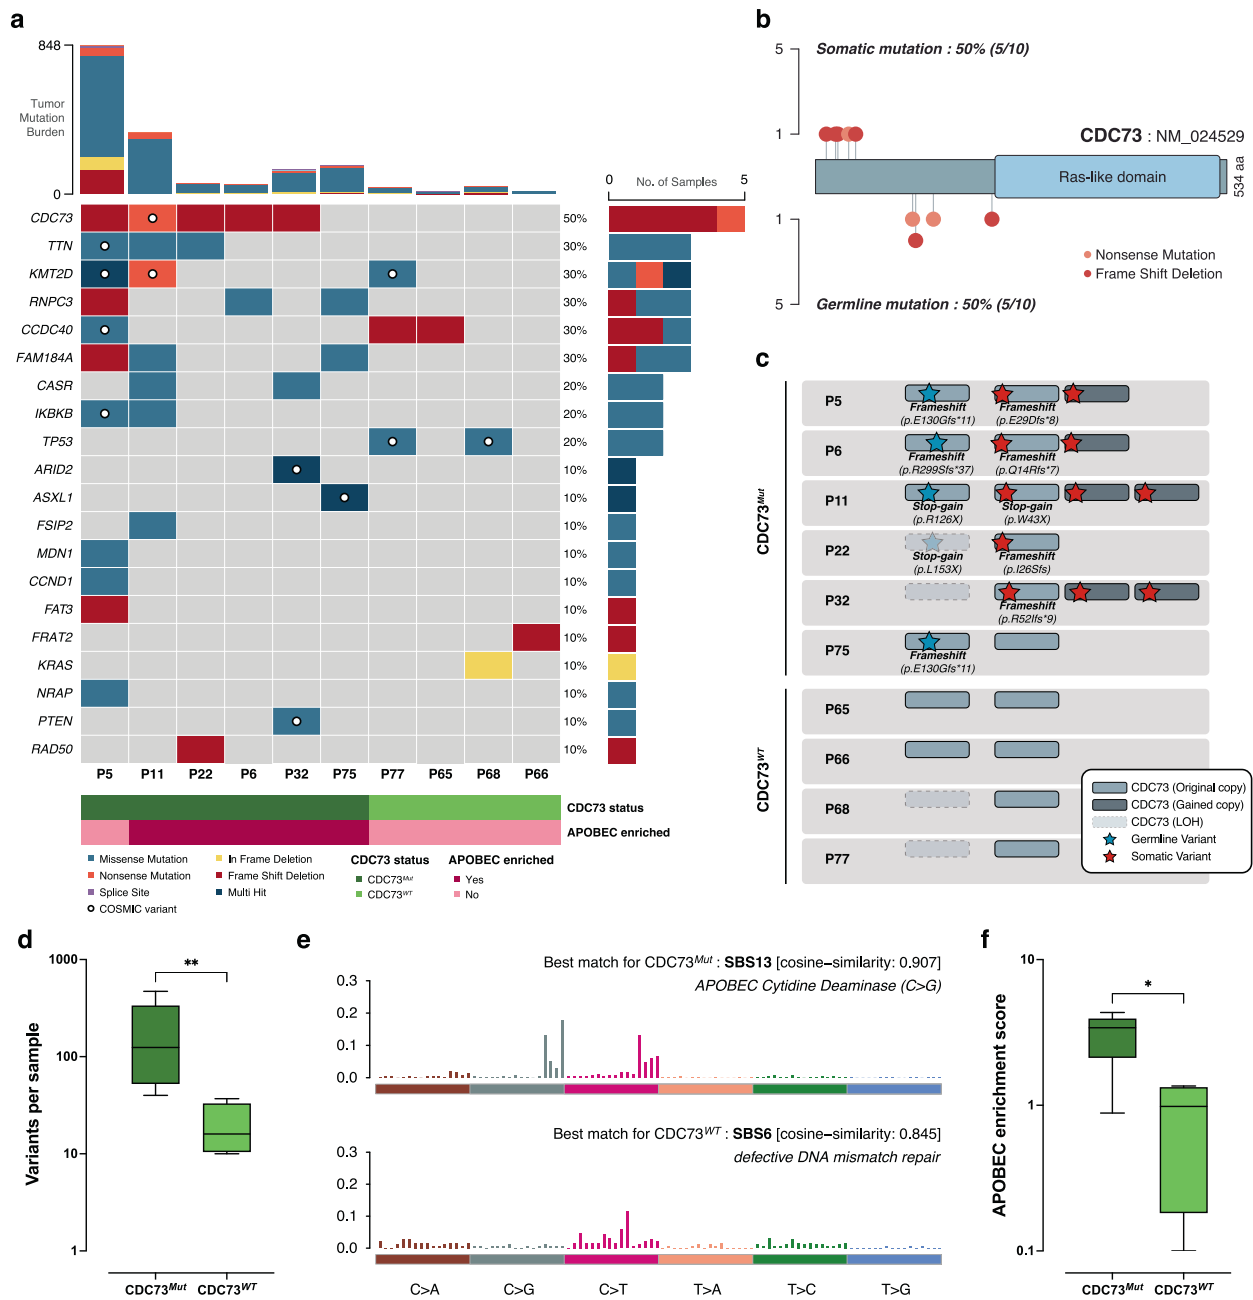 a
848
Tumor
Mutation
Burden
0
No. of Samples
0
5
CDC73
50%
TTN
30%
KMT2D
30%
RNPC3
30%
CCDC40
30%
FAM184A
30%
CASR
20%
IKBKB
20%
TP53
20%
ARID2
10%
ASXL1
10%
FSIP2
10%
MDN1
10%
CCND1
10%
FAT3
10%
FRAT2
10%
KRAS
10%
NRAP
10%
PTEN
10%
RAD50
10%
P5 P11 P22 P6 P32 P75 P77 P65 P68 P66
CDC73 status
APOBEC enriched
Missense Mutation
Nonsense Mutation
Splice Site
COSMIC variant
In Frame Deletion
Frame Shift Deletion
Multi Hit
CDC73 status
CDC73Mut
CDC73WT
APOBEC enriched
Yes
No
b
5
Somatic mutation : 50% (5/10)
1
CDC73 : NM_024529
Ras-like domain
534 aa
1
Nonsense Mutation
Frame Shift Deletion
5
Germline mutation : 50% (5/10)
c
CDC73Mut
P5
Frameshift
(p.E130Gfs*11)
Frameshift
(p.E29Dfs*8)
P6
Frameshift
(p.R299Sfs*37)
Frameshift
(p.Q14Rfs*7)
P11
Stop-gain
(p.R126X)
Stop-gain
(p.W43X)
P22
Stop-gain
(p.L153X)
Frameshift
(p.I26Sfs)
P32
Frameshift
(p.R52Ifs*9)
P75
Frameshift
(p.E130Gfs*11)
CDC73WT
P65
P66
P68
P77
CDC73 (Original copy)
CDC73 (Gained copy)
CDC73 (LOH)
Germline Variant
Somatic Variant
d
Variants per sample
1000
100
10
1
**
CDC73Mut CDC73WT
e
Best match for CDC73Mut : SBS13 [cosine–similarity: 0.907]
APOBEC Cytidine Deaminase (C>G)
0.3
0.2
0.1
0.0
Best match for CDC73WT : SBS6 [cosine–similarity: 0.845]
defective DNA mismatch repair
0.3
0.2
0.1
0.0
C>A C>G C>T T>A T>C T>G
f
APOBEC enrichment score
10
1
0.1
*
CDC73Mut CDC73WT